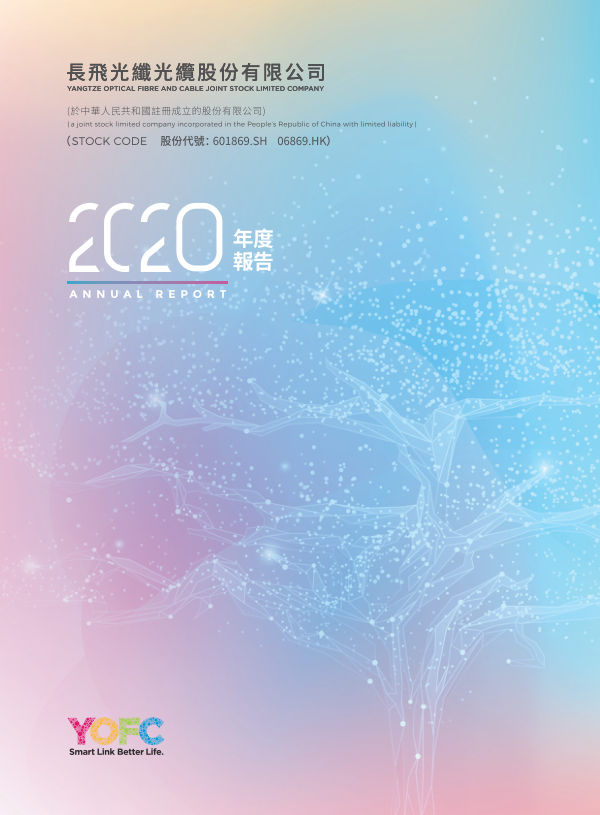 長飛光纖光纜股份有限公司
YANGTZE OPTICAL FIBRE AND CABLE JOINT STOCK LIMITED COMPANY
(於中華人民共和國註冊成立的股份有限公司)
(a joint stock limited company incorporated in the People's Republic of China with limited liability)
(STOCK CODE 股份代號: 601869.SH 06869.HK)
2020 年度
報告
ANNUAL REPORT
YOFC
Smart Link Better Life.